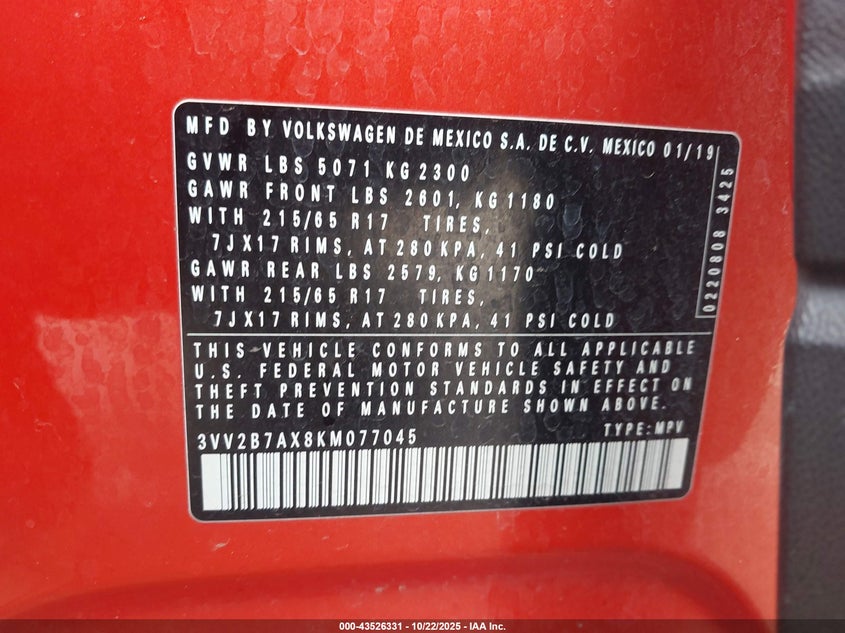 MFD BY VOLKSWAGEN DE MEXICO S.A. DE C.V. MEXICO 01/19
GVWR LBS 5071 KG 2300
GAWR FRONT LBS 2601, KG 1180
WITH 215/65 R17 TIRES,
7J X17 RIMS, AT 280 KPA, 41 PSI COLD
GAWR REAR LBS 2579, KG 1170
WITH 215/65 R17 TIRES,
7J X17 RIMS, AT 280 KPA, 41 PSI COLD
THIS VEHICLE CONFORMS TO ALL APPLICABLE
U.S. FEDERAL MOTOR VEHICLE SAFETY AND
THEFT PREVENTION STANDARDS IN EFFECT ON
THE DATE OF MANUFACTURE SHOWN ABOVE.
3VV2B7AX8KM077045 TYPE: MPV
0220808 3425
000-43526331 - 10/22/2025 - IAA Inc.